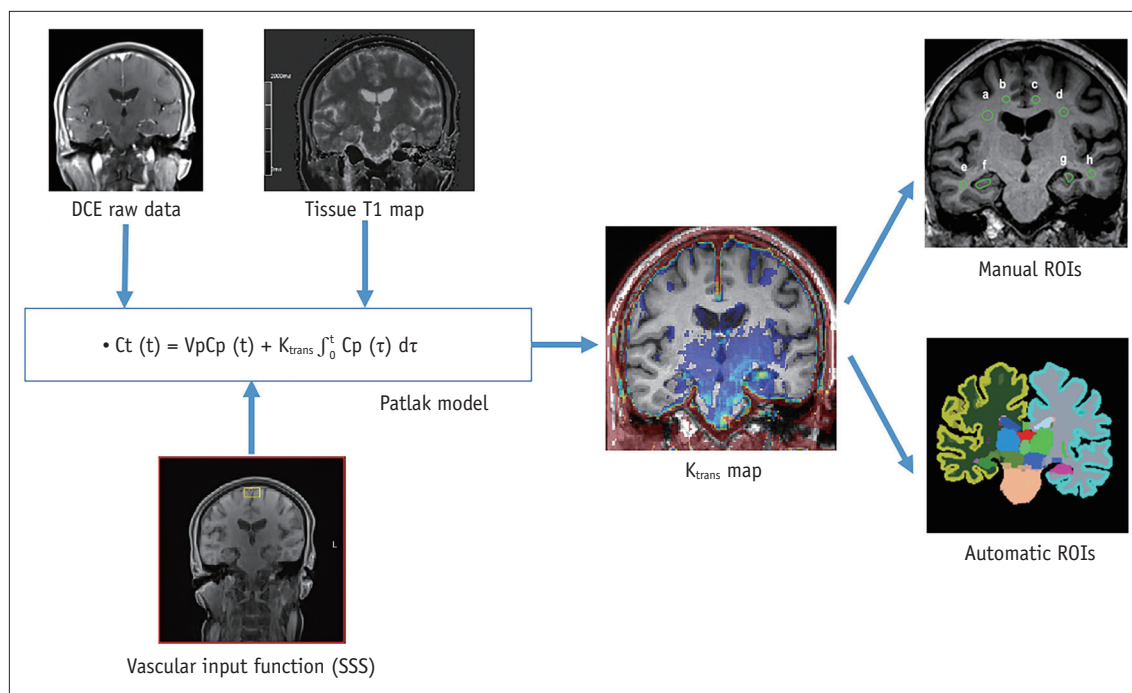 2000ms
DCE raw data
Tissue T1 map
• Ct (t) = VpCp (t) + Ktrans ∫₀ᵗ Cp (τ) dτ
Patlak model
L
Vascular input function (SSS)
Ktrans map
a
b
c
d
e
f
g
h
Manual ROIs
Automatic ROIs